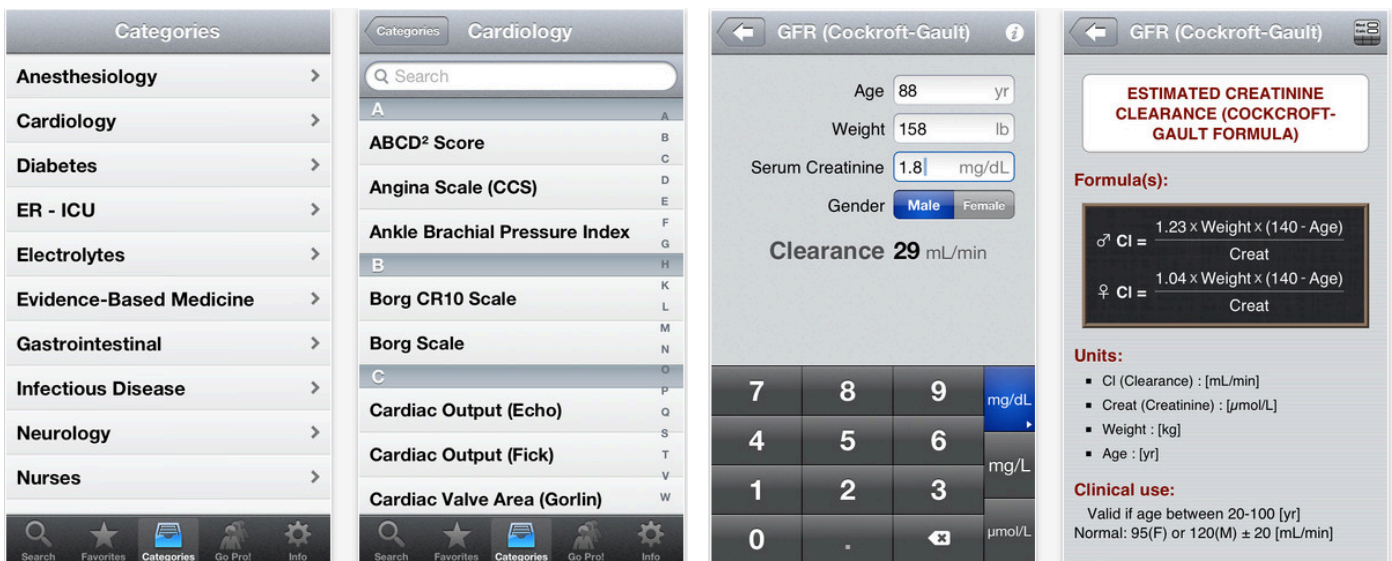 Categories
Anesthesiology
Cardiology
Diabetes
ER - ICU
Electrolytes
Evidence-Based Medicine
Gastrointestinal
Infectious Disease
Neurology
Nurses
Search Favorites Categories Go Pro! Info
Categories Cardiology
Search
A
ABCD² Score
Angina Scale (CCS)
Ankle Brachial Pressure Index
B
Borg CR10 Scale
Borg Scale
C
Cardiac Output (Echo)
Cardiac Output (Fick)
Cardiac Valve Area (Gorlin)
A
B
C
D
E
F
G
H
K
L
M
N
O
P
Q
S
T
V
W
Search Favorites Categories Go Pro! Info
GFR (Cockroft-Gault) i
Age 88 yr
Weight 158 lb
Serum Creatinine 1.8 mg/dL
Gender Male Female
Clearance 29 mL/min
7 8 9 mg/dL
4 5 6
mg/L
1 2 3
0 . µmol/L
GFR (Cockroft-Gault)
ESTIMATED CREATININE
CLEARANCE (COCKCROFT-
GAULT FORMULA)
Formula(s):
♂ Cl = 1.23 x Weight x (140 - Age)
Creat
♀ Cl = 1.04 x Weight x (140 - Age)
Creat
Units:
▪ Cl (Clearance) : [mL/min]
▪ Creat (Creatinine) : [µmol/L]
▪ Weight : [kg]
▪ Age : [yr]
Clinical use:
Valid if age between 20-100 [yr]
Normal: 95(F) or 120(M) ± 20 [mL/min]